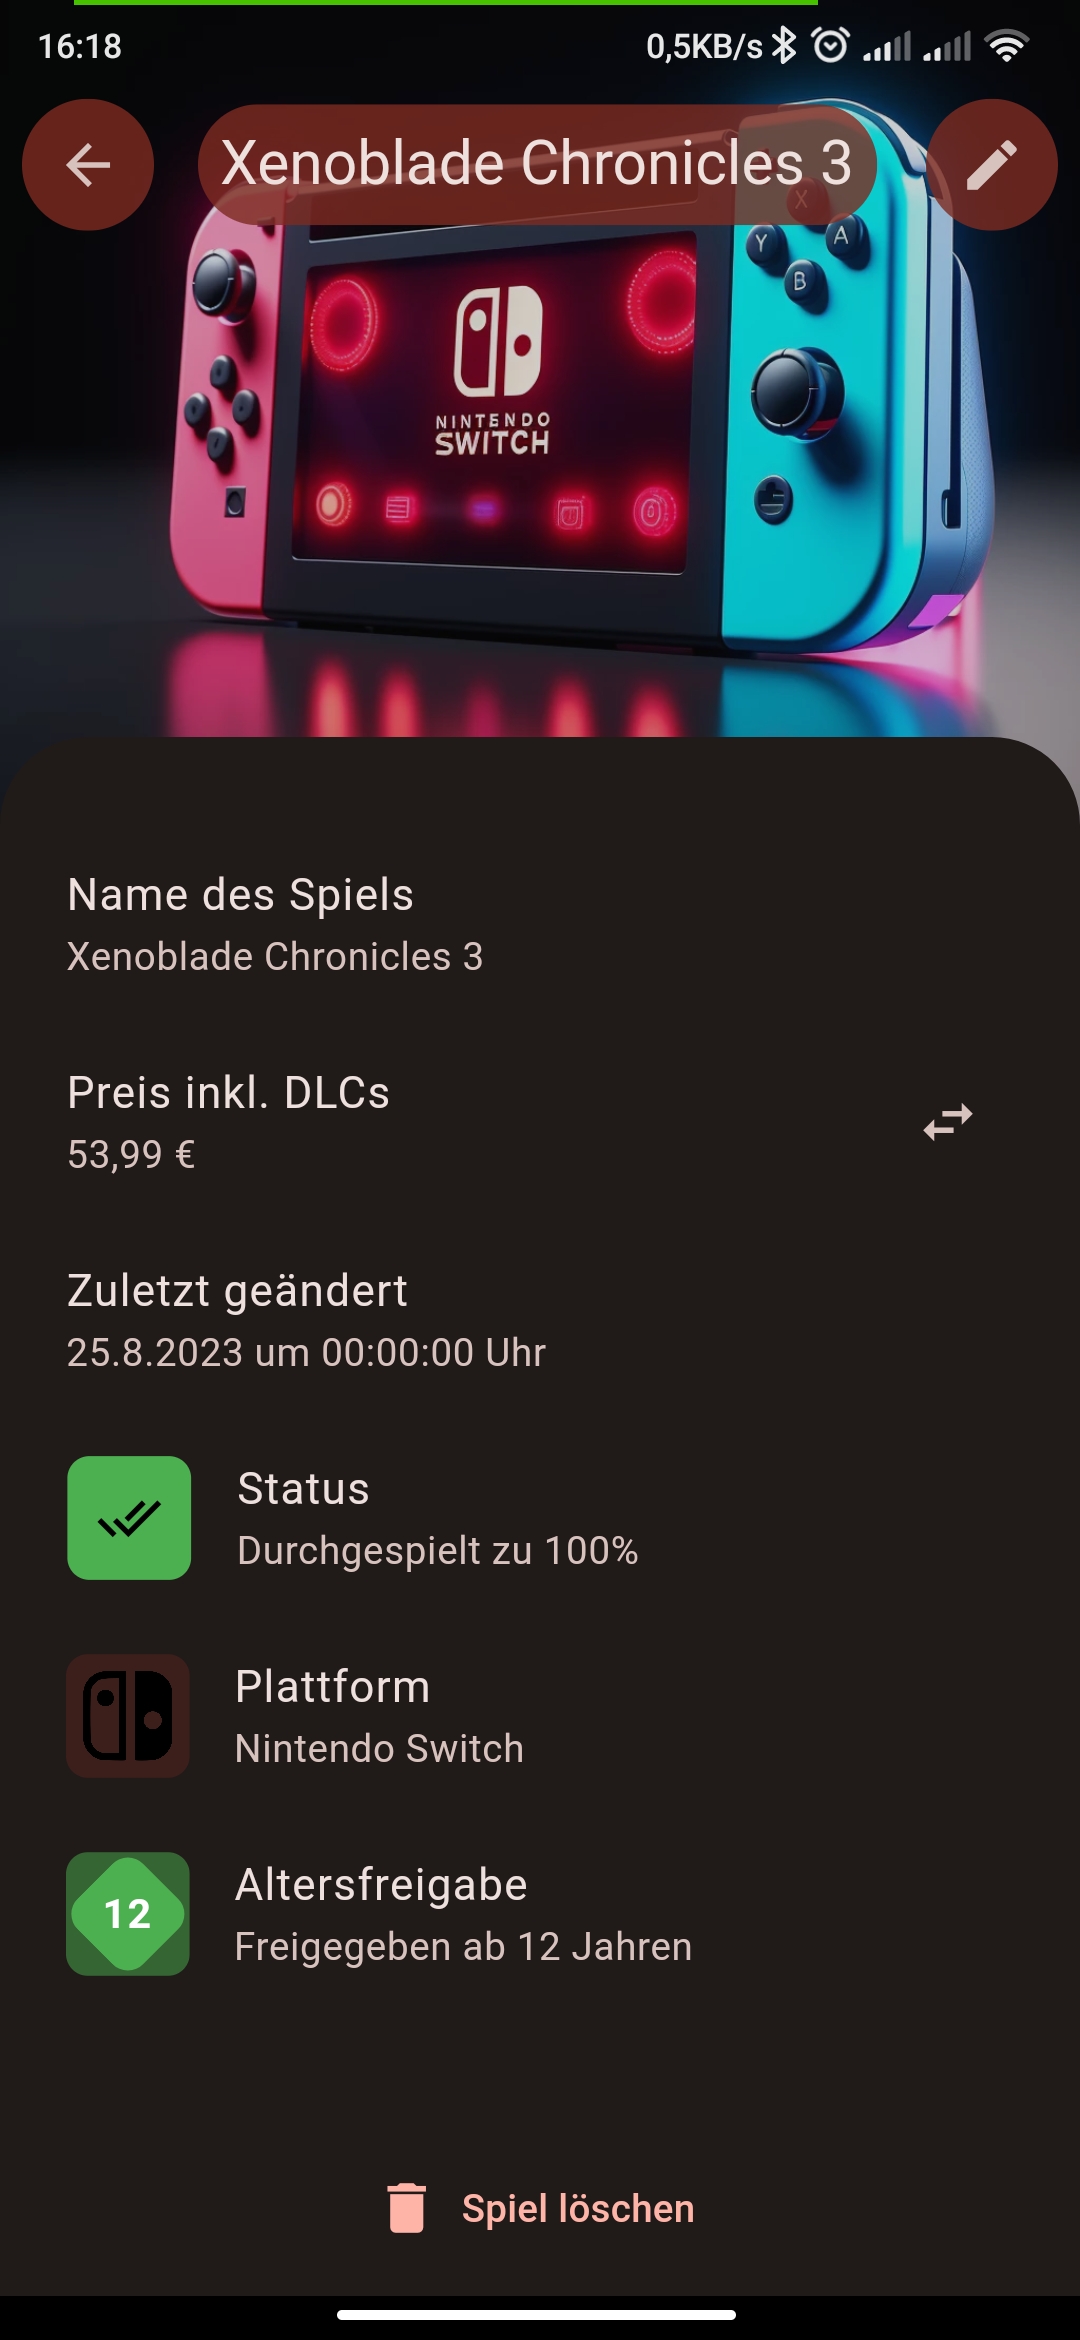 16:18
0,5KB/s
Xenoblade Chronicles 3
X
Y
A
B
NINTENDO
SWITCH
Name des Spiels
Xenoblade Chronicles 3
Preis inkl. DLCs
53,99 €
Zuletzt geändert
25.8.2023 um 00:00:00 Uhr
Status
Durchgespielt zu 100%
Plattform
Nintendo Switch
12
Altersfreigabe
Freigegeben ab 12 Jahren
Spiel löschen